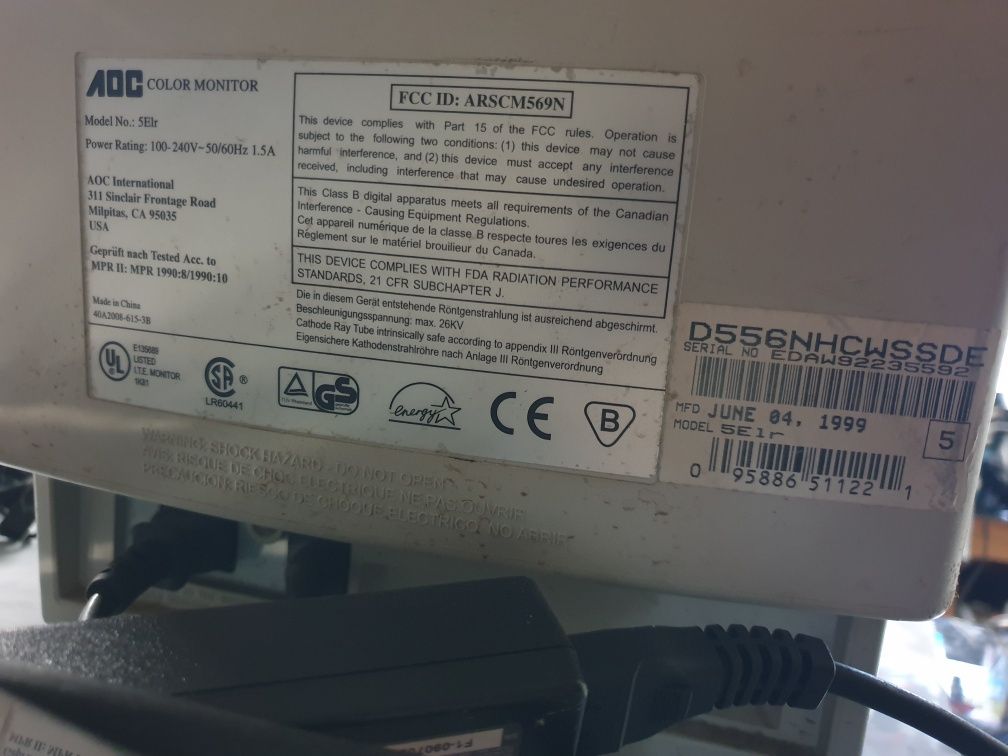 AOC COLOR MONITOR
Model No.: 5Elr
Power Rating: 100-240V~50/60Hz 1.5A
AOC International
311 Sinclair Frontage Road
Milpitas, CA 95035
USA
Geprüft nach Tested Acc. to
MPR II: MPR 1990:8/1990:10
Made in China
40A2008-615-3B
FCC ID: ARSCM569N
This device complies with Part 15 of the FCC rules. Operation is
subject to the following two conditions: (1) this device may not cause
harmful interference, and (2) this device must accept any interference
received, including interference that may cause undesired operation.
This Class B digital apparatus meets all requirements of the Canadian
Interference - Causing Equipment Regulations.
Cet appareil numérique de la classe B respecte toures les exigences du
Réglement sur le matériel brouilieur du Canada.
THIS DEVICE COMPLIES WITH FDA RADIATION PERFORMANCE
STANDARDS, 21 CFR SUBCHAPTER J.
Die in diesem Gerät entstehende Röntgenstrahlung ist ausreichend abgeschirmt.
Beschleunigungsspannung: max. 26KV
Cathode Ray Tube intrinsically safe according to appendix III Röntgenverordnung
Eigensichere Kathodenstrahlröhre nach Anlage III Röntgenverordnung
UL
E135689
LISTED
I.T.E. MONITOR
1K81
SA
LR60441
TÜV Rheinland
GS
energy
CE
B
D556NHCWSSDE
SERIAL NO EDAW92235592
MFD JUNE 04, 1999
MODEL 5Elr
5
0 95886 51122 1
WARNING: SHOCK HAZARD - DO NOT OPEN
AVIS: RISQUE DE CHOC ELECTRIQUE NE PAS OUVRIR
PRECAUCION: RIESGO DE CHOQUE ELECTRICO, NO ABRIR